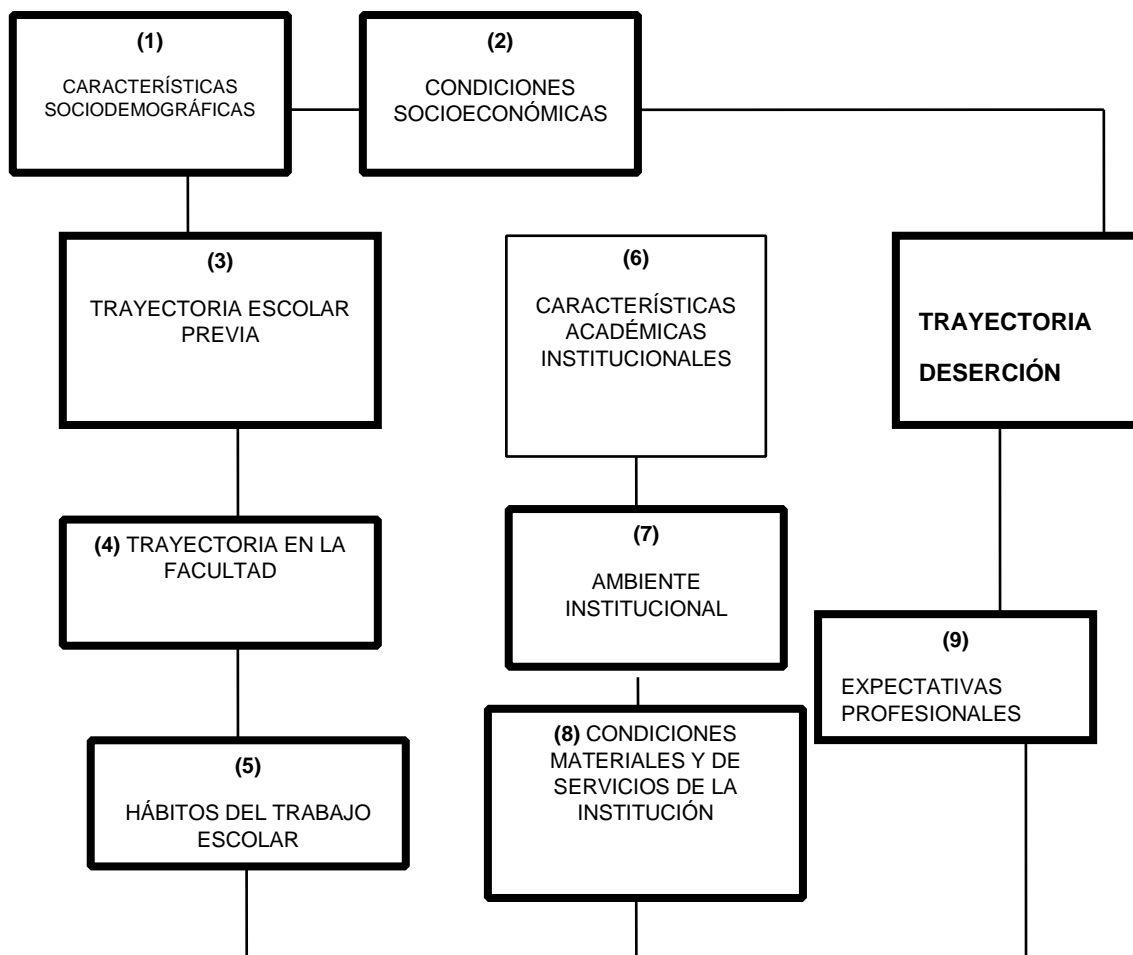 (1)
CARACTERÍSTICAS
SOCIODEMOGRÁFICAS
(2)
CONDICIONES
SOCIOECONÓMICAS
(3)
TRAYECTORIA ESCOLAR
PREVIA
(6)
CARACTERÍSTICAS
ACADÉMICAS
INSTITUCIONALES
TRAYECTORIA
DESERCIÓN
(4) TRAYECTORIA EN LA
FACULTAD
(7)
AMBIENTE
INSTITUCIONAL
(9)
EXPECTATIVAS
PROFESIONALES
(5)
HÁBITOS DEL TRABAJO
ESCOLAR
(8) CONDICIONES
MATERIALES Y DE
SERVICIOS DE LA
INSTITUCIÓN